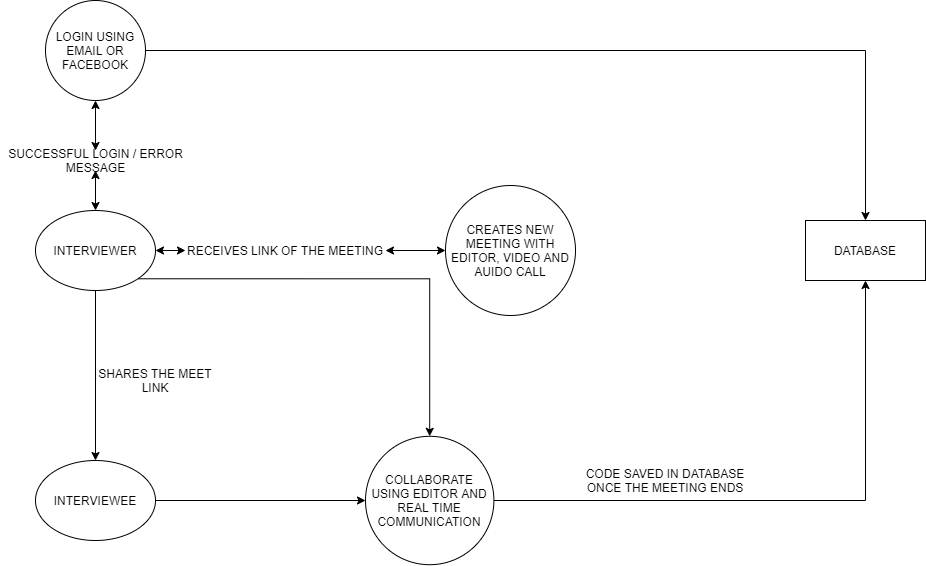 LOGIN USING
EMAIL OR
FACEBOOK
SUCCESSFUL LOGIN / ERROR
MESSAGE
INTERVIEWER
RECEIVES LINK OF THE MEETING
CREATES NEW
MEETING WITH
EDITOR, VIDEO AND
AUIDO CALL
DATABASE
SHARES THE MEET
LINK
INTERVIEWEE
COLLABORATE
USING EDITOR AND
REAL TIME
COMMUNICATION
CODE SAVED IN DATABASE
ONCE THE MEETING ENDS